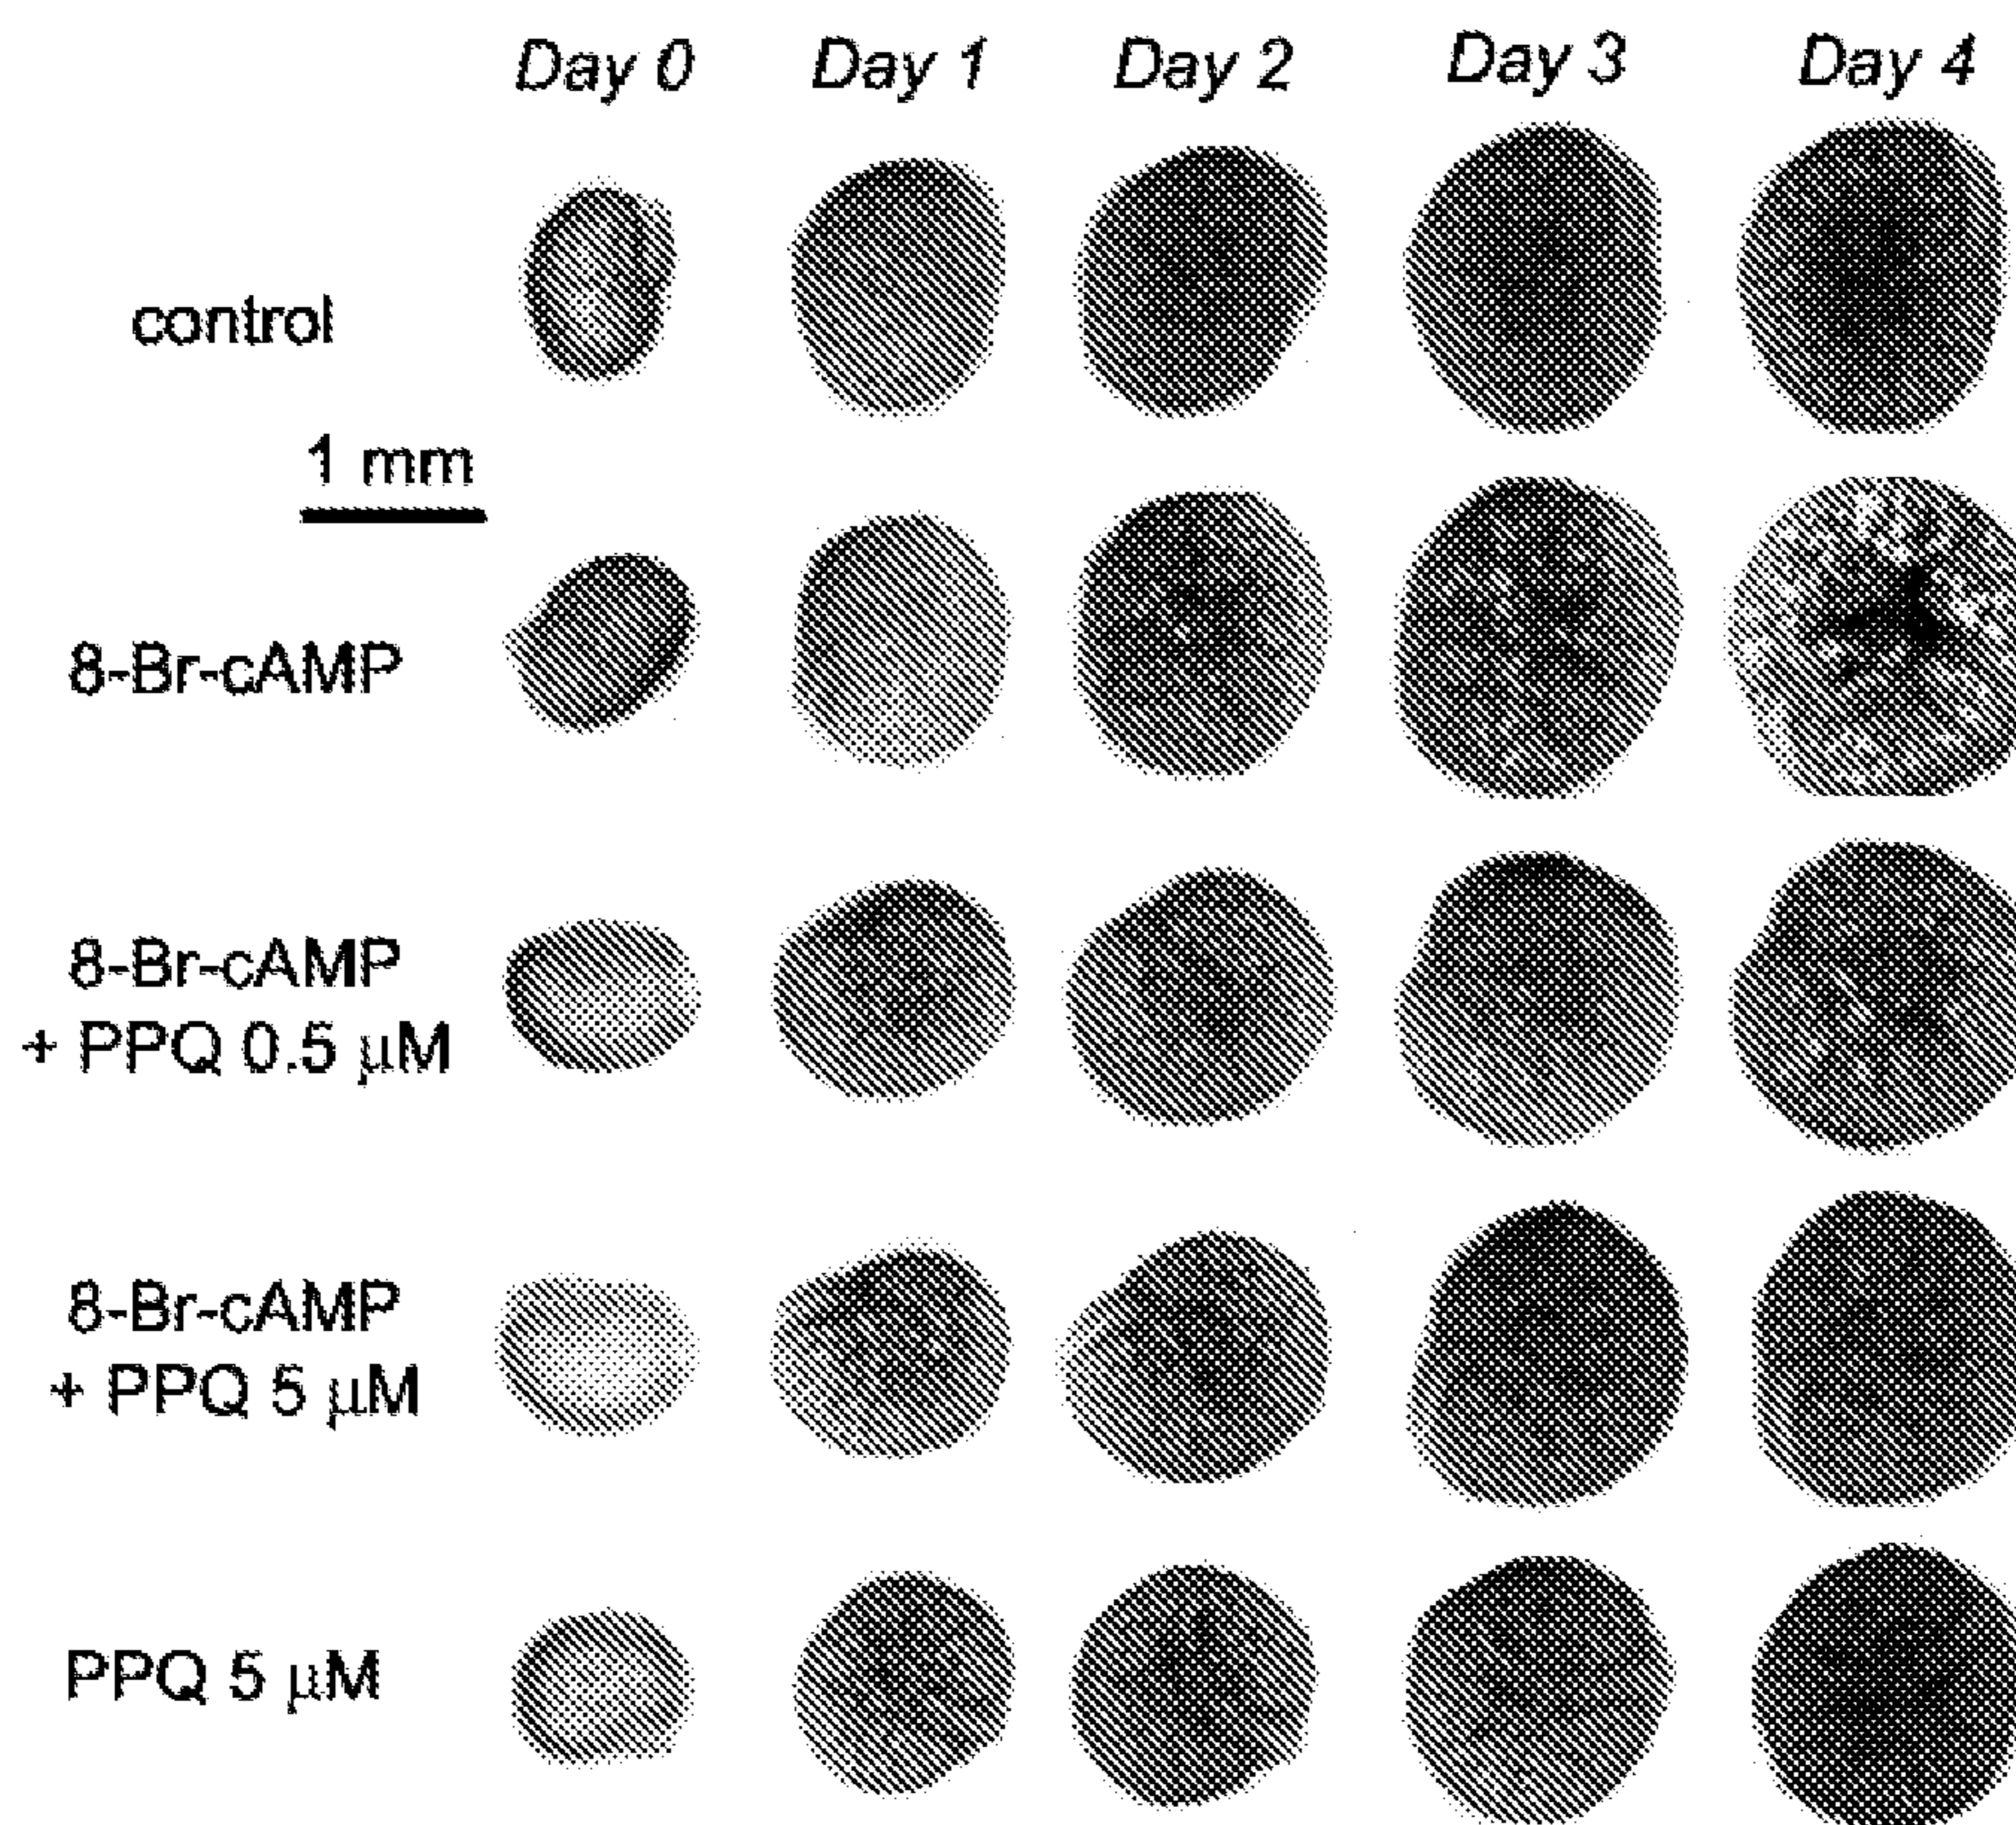 Day 0 Day 1 Day 2 Day 3 Day 4
control
1 mm
8-Br-cAMP
8-Br-cAMP
+ PPQ 0.5 μM
8-Br-cAMP
+ PPQ 5 μM
PPQ 5 μM